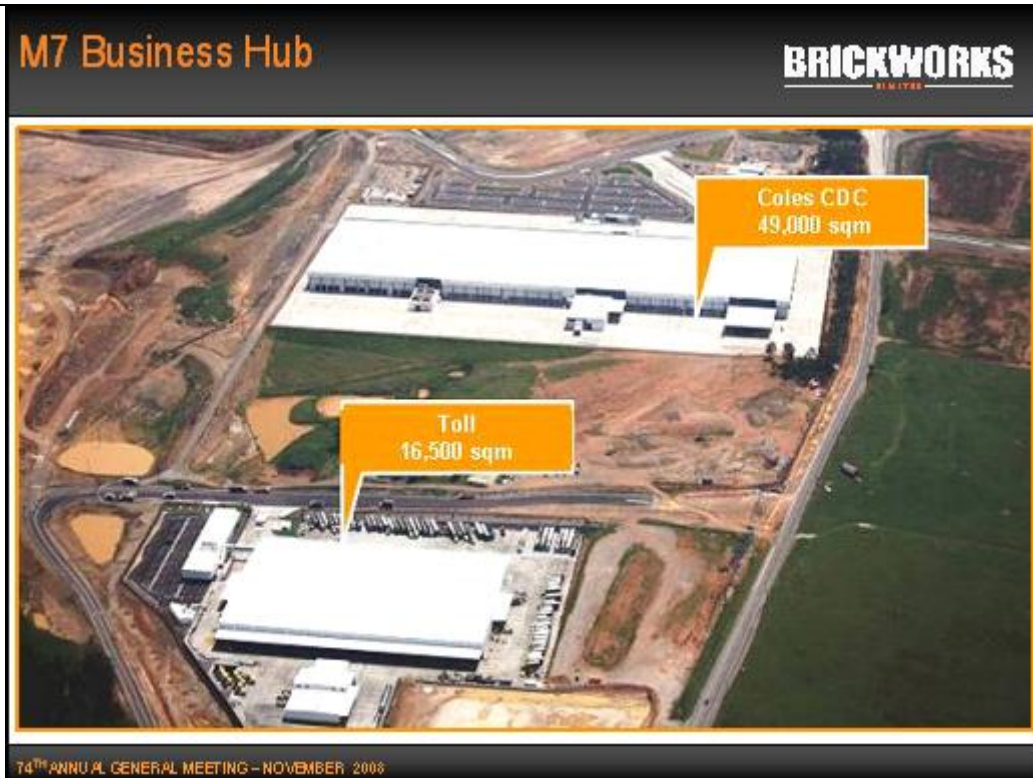 M7 Business Hub
BRICKWORKS
LIMITED
Coles CDC
49,000 sqm
Toll
16,500 sqm
74TH ANNUAL GENERAL MEETING – NOVEMBER 2008